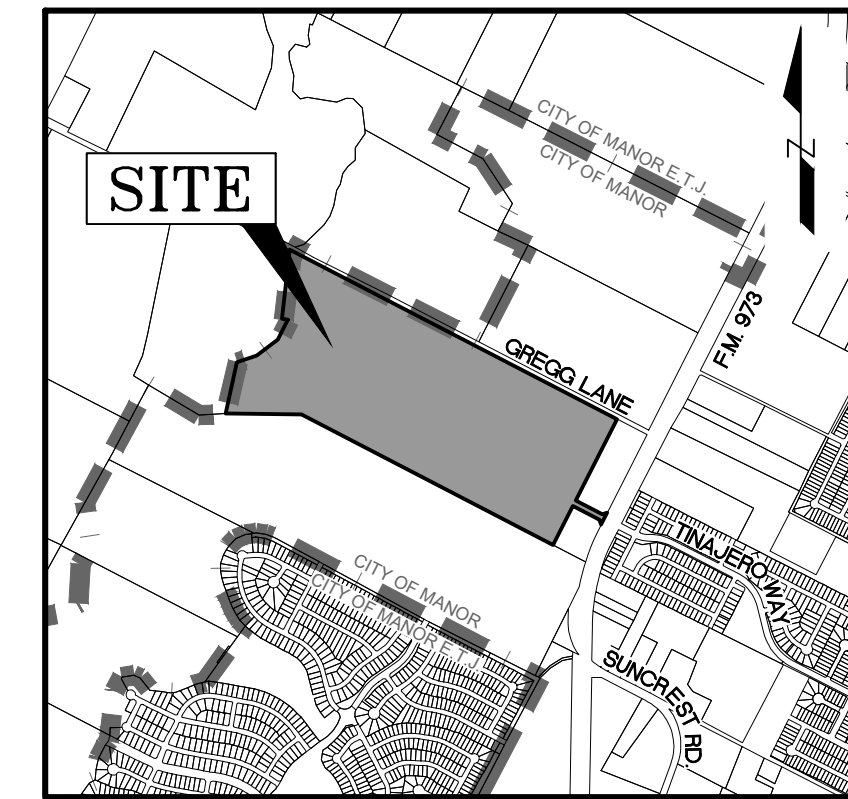 CITY OF MANOR E.T.J.
CITY OF MANOR
N
SITE
F.M. 973
GREGG LANE
TINAJERO WAY
CITY OF MANOR
CITY OF MANOR E.T.J.
SUNCREST RD.